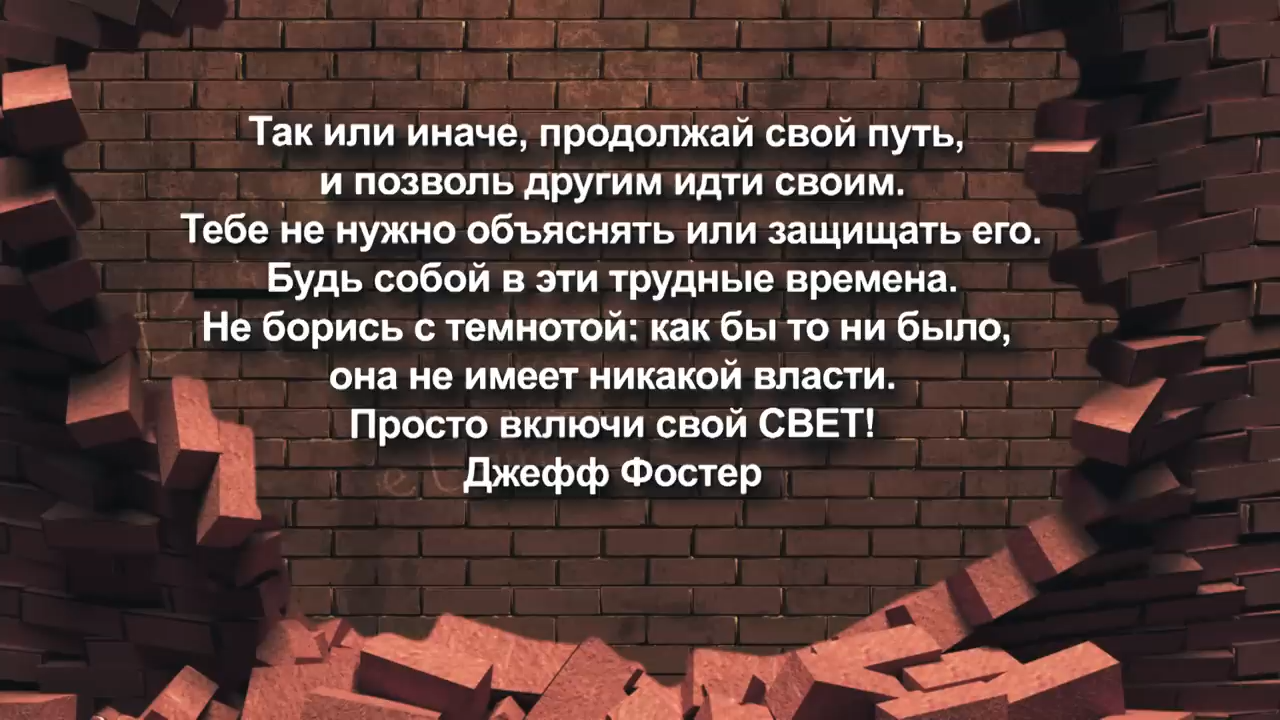 Так или иначе, продолжай свой путь,
и позволь другим идти своим.
Тебе не нужно объяснять или защищать его.
Будь собой в эти трудные времена.
Не борись с темнотой: как бы то ни было,
она не имеет никакой власти.
Просто включи свой СВЕТ!
Джефф Фостер